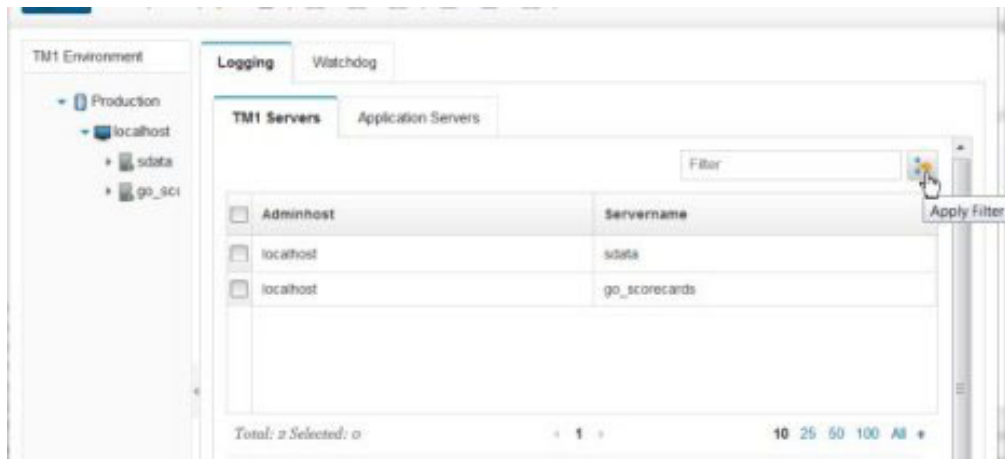 TM1 Environment
Logging
Watchdog
Production
localhost
sdata
go_sc
TM1 Servers
Application Servers
Filter
Apply Filter
Adminhost
Servername
localhost
sdata
localhost
go_scorecards
Total: 2 Selected: 0
1
10 25 50 100 All